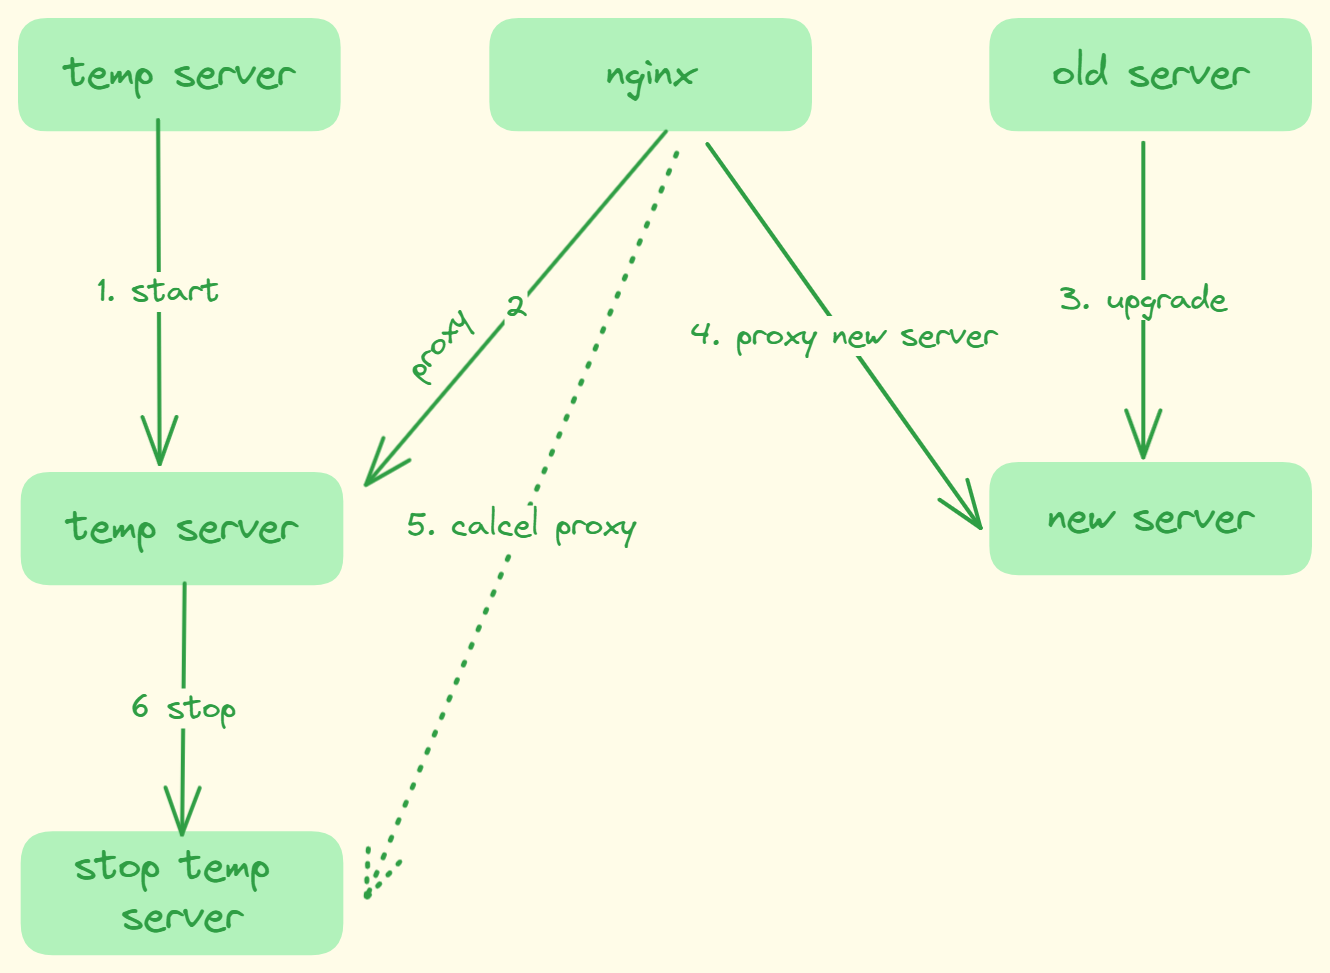 temp server
nginx
old server
1. start
proxy
2
4. proxy new server
3. upgrade
temp server
5. calcel proxy
new server
6 stop
stop temp
server